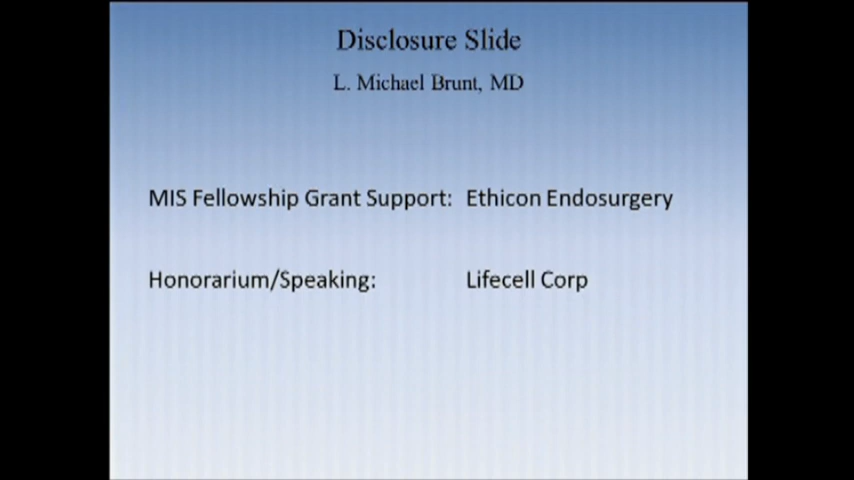 Disclosure Slide
L. Michael Brunt, MD
MIS Fellowship Grant Support: Ethicon Endosurgery
Honorarium/Speaking: Lifecell Corp